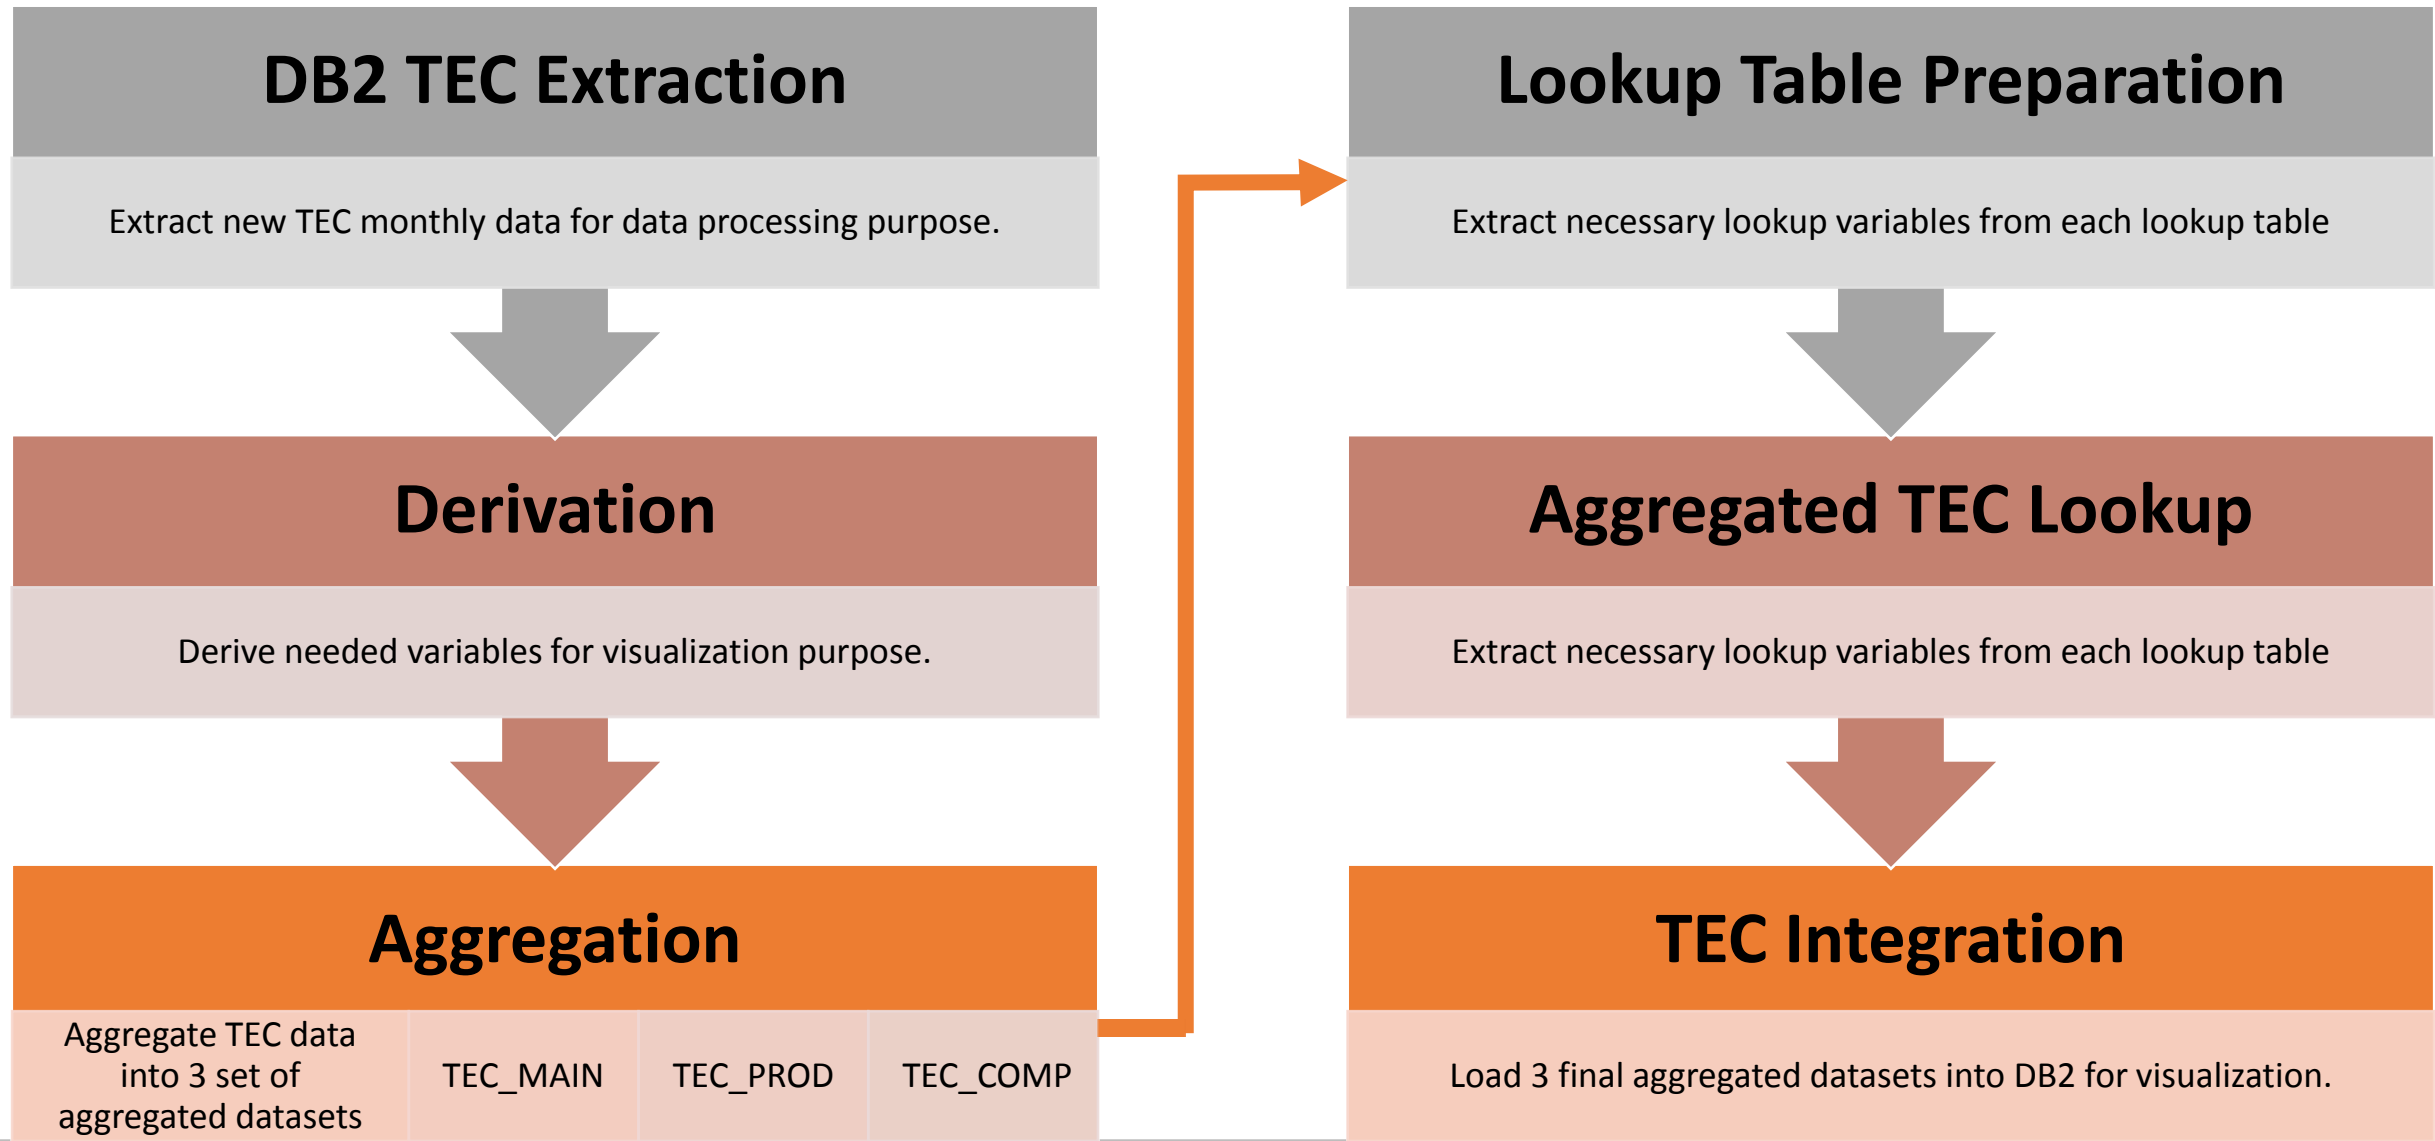 DB2 TEC Extraction
Extract new TEC monthly data for data processing purpose.
Derivation
Derive needed variables for visualization purpose.
Aggregation
Aggregate TEC data
into 3 set of
aggregated datasets
TEC_MAIN
TEC_PROD
TEC_COMP
Lookup Table Preparation
Extract necessary lookup variables from each lookup table
Aggregated TEC Lookup
Extract necessary lookup variables from each lookup table
TEC Integration
Load 3 final aggregated datasets into DB2 for visualization.